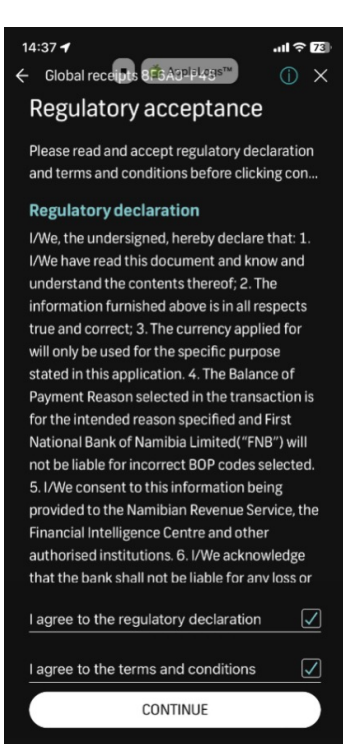 14:37
73
Global receipts
AppleLogs™
Regulatory acceptance
Please read and accept regulatory declaration
and terms and conditions before clicking con...
Regulatory declaration
I/We, the undersigned, hereby declare that: 1.
I/We have read this document and know and
understand the contents thereof; 2. The
information furnished above is in all respects
true and correct; 3. The currency applied for
will only be used for the specific purpose
stated in this application. 4. The Balance of
Payment Reason selected in the transaction is
for the intended reason specified and First
National Bank of Namibia Limited("FNB") will
not be liable for incorrect BOP codes selected.
5. I/We consent to this information being
provided to the Namibian Revenue Service, the
Financial Intelligence Centre and other
authorised institutions. 6. I/We acknowledge
that the bank shall not be liable for any loss or
I agree to the regulatory declaration
I agree to the terms and conditions
CONTINUE